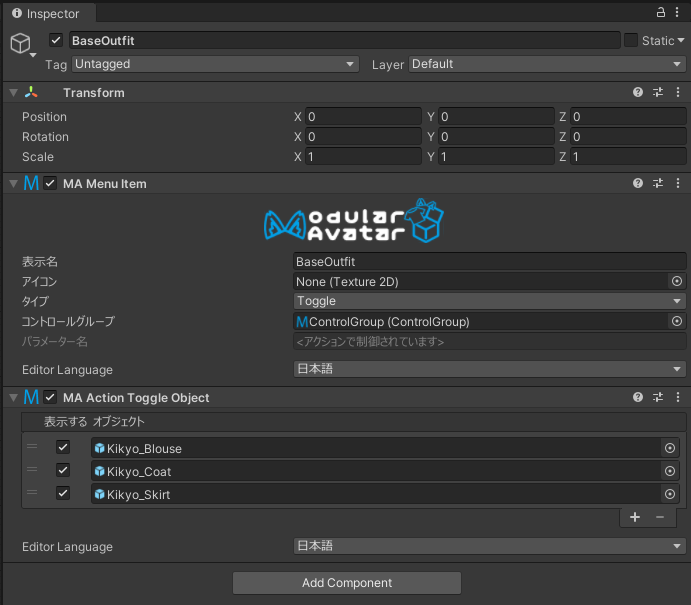 Inspector
BaseOutfit Static
Tag Untagged Layer Default
Transform
Position X 0 Y 0 Z 0
Rotation X 0 Y 0 Z 0
Scale X 1 Y 1 Z 1
MA Menu Item
Modular
Avatar
表示名 BaseOutfit
アイコン None (Texture 2D)
タイプ Toggle
コントロールグループ ControlGroup (ControlGroup)
パラメーター名 <アクションで制御されています>
Editor Language 日本語
MA Action Toggle Object
表示する オブジェクト
Kikyo_Blouse
Kikyo_Coat
Kikyo_Skirt
Editor Language 日本語
Add Component